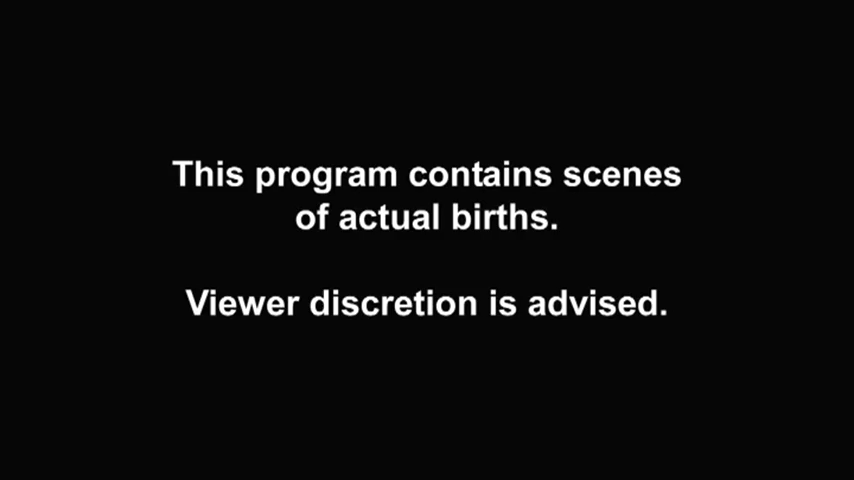 This program contains scenes
of actual births.
Viewer discretion is advised.